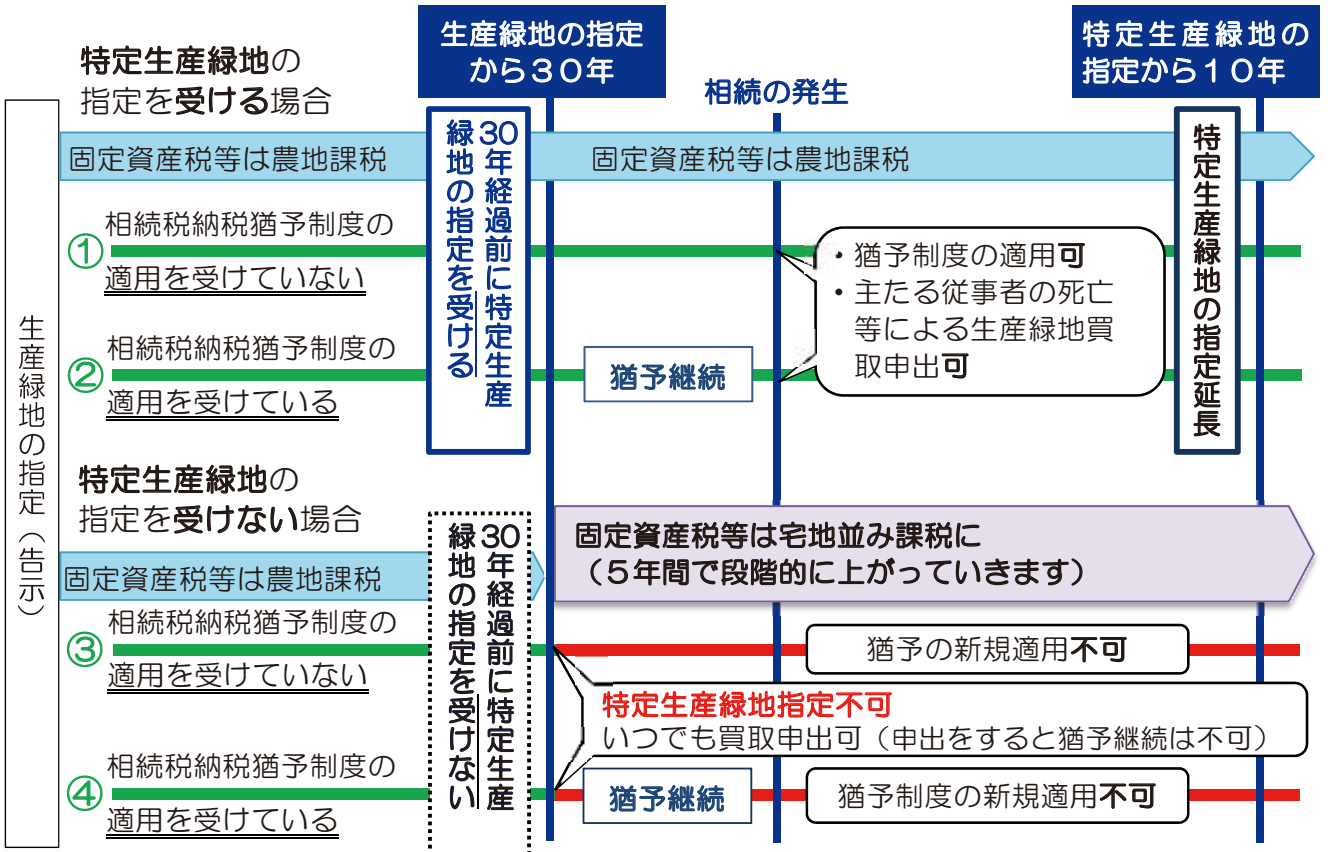 生産緑地の指定
から３０年
特定生産緑地の
指定から１０年
相続の発生
生産緑地の指定（告示）
特定生産緑地の
指定を受ける場合
固定資産税等は農地課税
30年経過前に特定生産
緑地の指定を受ける
固定資産税等は農地課税
特定生産緑地の指定延長
①
相続税納税猶予制度の
適用を受けていない
②
相続税納税猶予制度の
適用を受けている
猶予継続
・猶予制度の適用可
・主たる従事者の死亡
等による生産緑地買
取申出可
特定生産緑地の
指定を受けない場合
固定資産税等は農地課税
30年経過前に特定生産
緑地の指定を受けない
固定資産税等は宅地並み課税に
（５年間で段階的に上がっていきます）
③
相続税納税猶予制度の
適用を受けていない
猶予の新規適用不可
特定生産緑地指定不可
いつでも買取申出可（申出をすると猶予継続は不可）
④
相続税納税猶予制度の
適用を受けている
猶予継続
猶予制度の新規適用不可